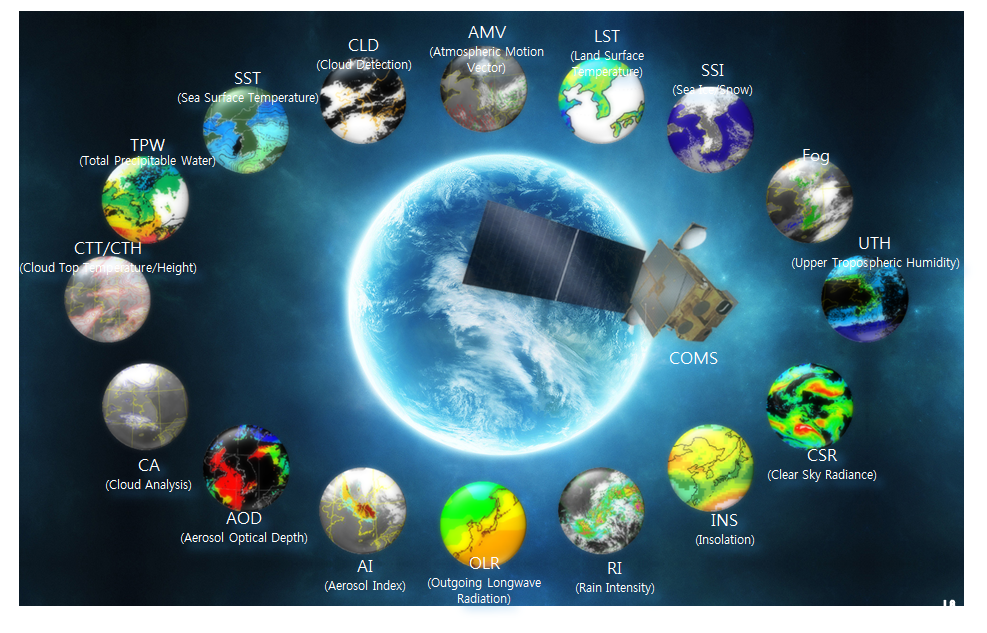 AMV
(Atmospheric Motion
Vector)
LST
(Land Surface
Temperature)
CLD
(Cloud Detection)
SSI
(Sea Ice/Snow)
SST
(Sea Surface Temperature)
TPW
(Total Precipitable Water)
Fog
CTT/CTH
(Cloud Top Temperature/Height)
UTH
(Upper Tropospheric Humidity)
COMS
CA
(Cloud Analysis)
CSR
(Clear Sky Radiance)
AOD
(Aerosol Optical Depth)
INS
(Insolation)
AI
(Aerosol Index)
OLR
(Outgoing Longwave
Radiation)
RI
(Rain Intensity)